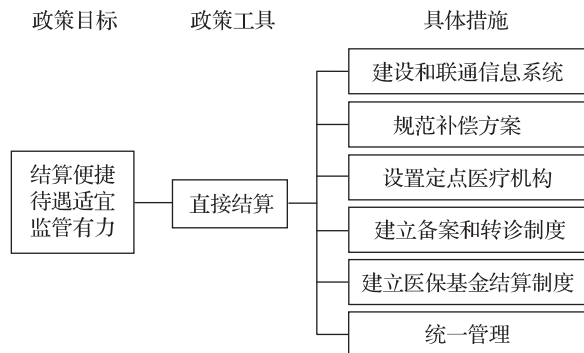 政策目标 政策工具 具体措施
建设和联通信息系统
规范补偿方案
设置定点医疗机构
结算便捷
待遇适宜
监管有力
直接结算
建立备案和转诊制度
建立医保基金结算制度
统一管理